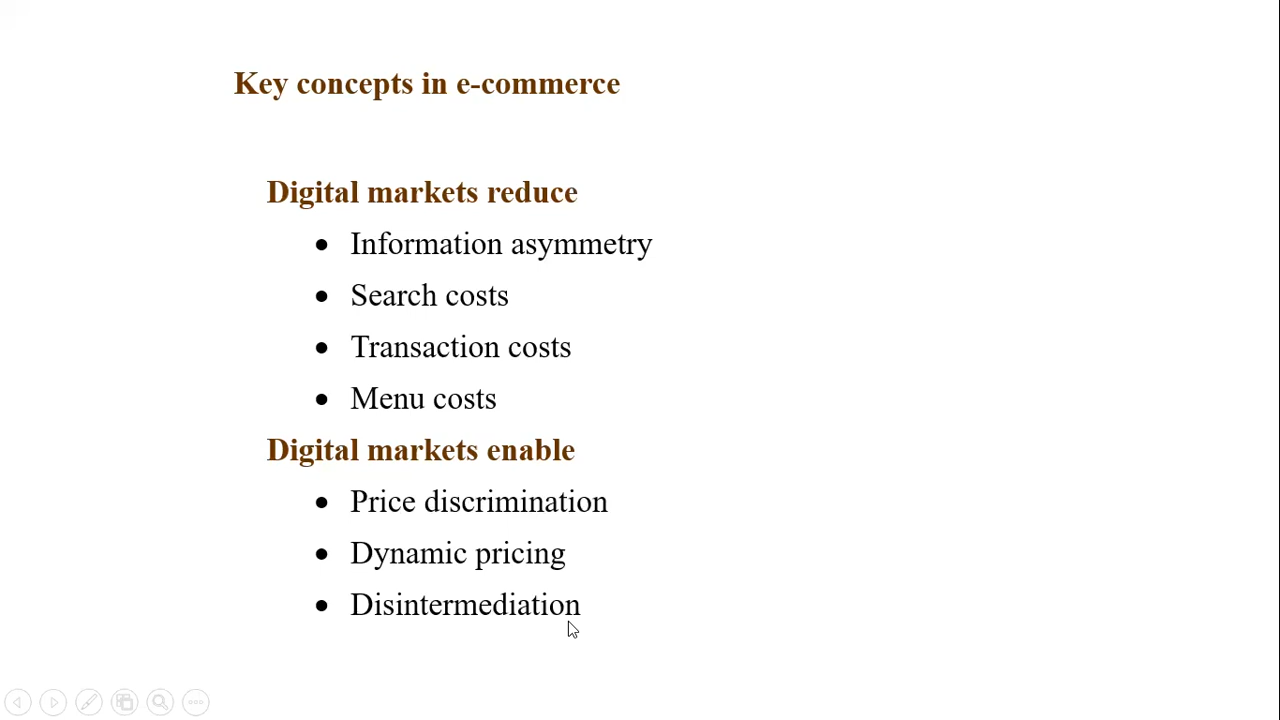 Key concepts in e-commerce
Digital markets reduce
• Information asymmetry
• Search costs
• Transaction costs
• Menu costs
Digital markets enable
• Price discrimination
• Dynamic pricing
• Disintermediation